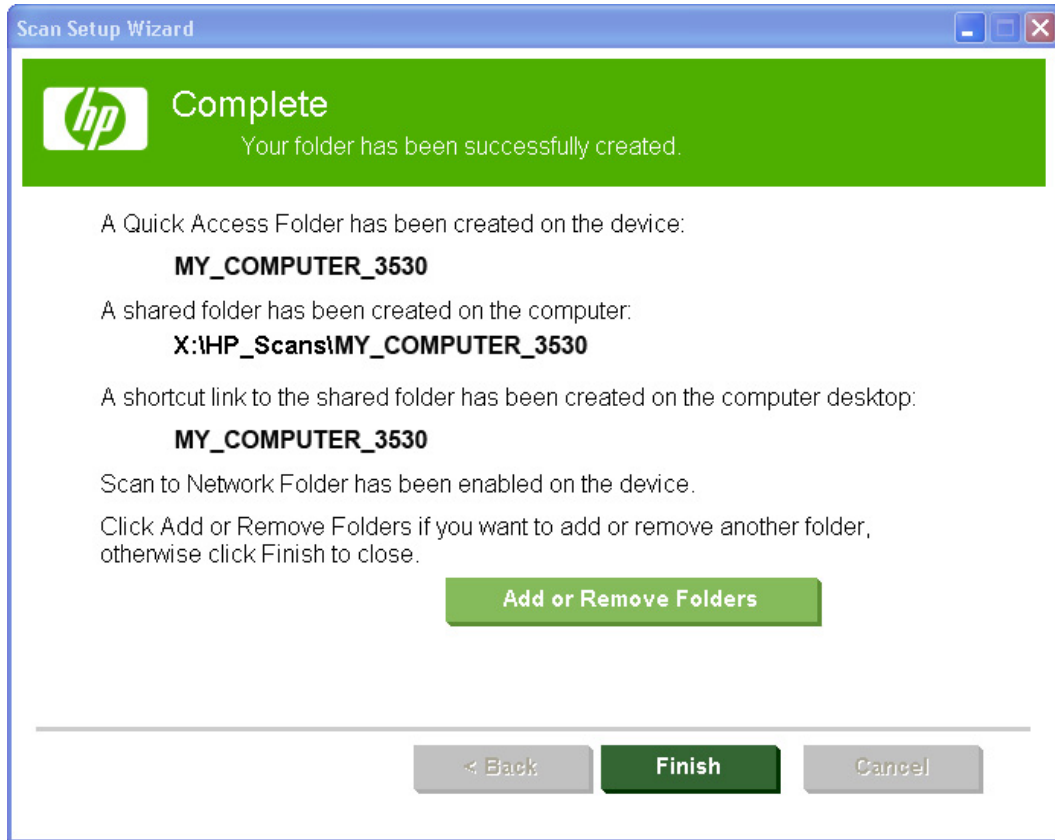 Scan Setup Wizard
hp
Complete
Your folder has been successfully created.
A Quick Access Folder has been created on the device:
MY_COMPUTER_3530
A shared folder has been created on the computer:
X:\HP_Scans\MY_COMPUTER_3530
A shortcut link to the shared folder has been created on the computer desktop:
MY_COMPUTER_3530
Scan to Network Folder has been enabled on the device.
Click Add or Remove Folders if you want to add or remove another folder,
otherwise click Finish to close.
Add or Remove Folders
< Back
Finish
Cancel